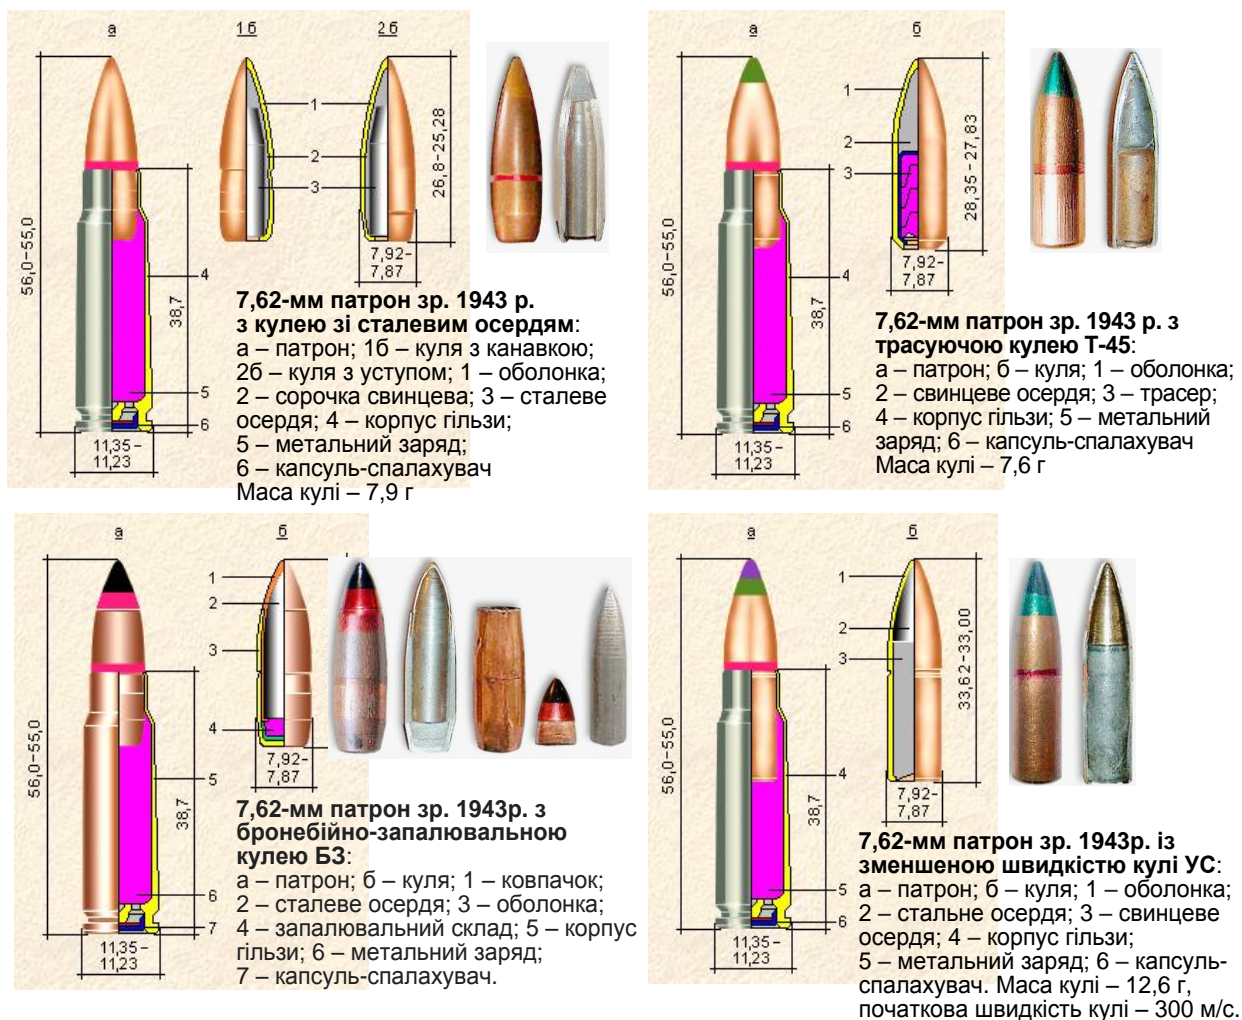 а
1б
2б
56,0–55,0
1
2
3
26,8–25,28
7,92–
7,87
4
38,7
5
6
11,35–
11,23
7,62-мм патрон зр. 1943 р.
з кулею зі сталевим осердям:
а – патрон; 1б – куля з канавкою;
2б – куля з уступом; 1 – оболонка;
2 – сорочка свинцева; 3 – сталеве
осердя; 4 – корпус гільзи;
5 – метальний заряд;
6 – капсуль-спалахувач
Маса кулі – 7,9 г
а
б
56,0–55,0
1
2
3
28,35–27,83
7,92–
7,87
4
38,7
5
6
11,35–
11,23
7,62-мм патрон зр. 1943 р. з
трасуючою кулею Т-45:
а – патрон; б – куля; 1 – оболонка;
2 – свинцеве осердя; 3 – трасер;
4 – корпус гільзи; 5 – метальний
заряд; 6 – капсуль-спалахувач
Маса кулі – 7,6 г
а
б
56,0–55,0
1
2
3
4
7,92–
7,87
5
38,7
6
7
11,35–
11,23
7,62-мм патрон зр. 1943р. з
бронебійно-запалювальною
кулею БЗ:
а – патрон; б – куля; 1 – ковпачок;
2 – сталеве осердя; 3 – оболонка;
4 – запалювальний склад; 5 – корпус
гільзи; 6 – метальний заряд;
7 – капсуль-спалахувач.
а
б
56,0–55,0
1
2
3
33,62–33,00
7,92–
7,87
4
38,7
5
6
11,35–
11,23
7,62-мм патрон зр. 1943р. із
зменшеною швидкістю кулі УС:
а – патрон; б – куля; 1 – оболонка;
2 – стальне осердя; 3 – свинцеве
осердя; 4 – корпус гільзи;
5 – метальний заряд; 6 – капсуль-
спалахувач. Маса кулі – 12,6 г,
початкова швидкість кулі – 300 м/с.